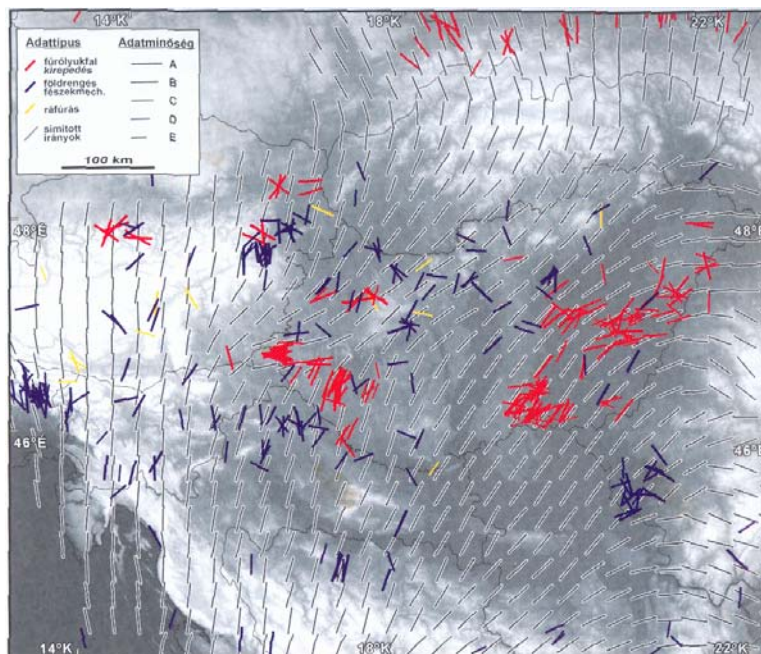 14°K
18°K
22°K
Adattípus
Adatminőség
fúrólyukfal
kirepedés
A
földrengés
fészekmech.
B
C
ráfúrás
D
simított
irányok
E
100 km
48°É
48°É
46°É
46°É
14°K
18°K
22°K